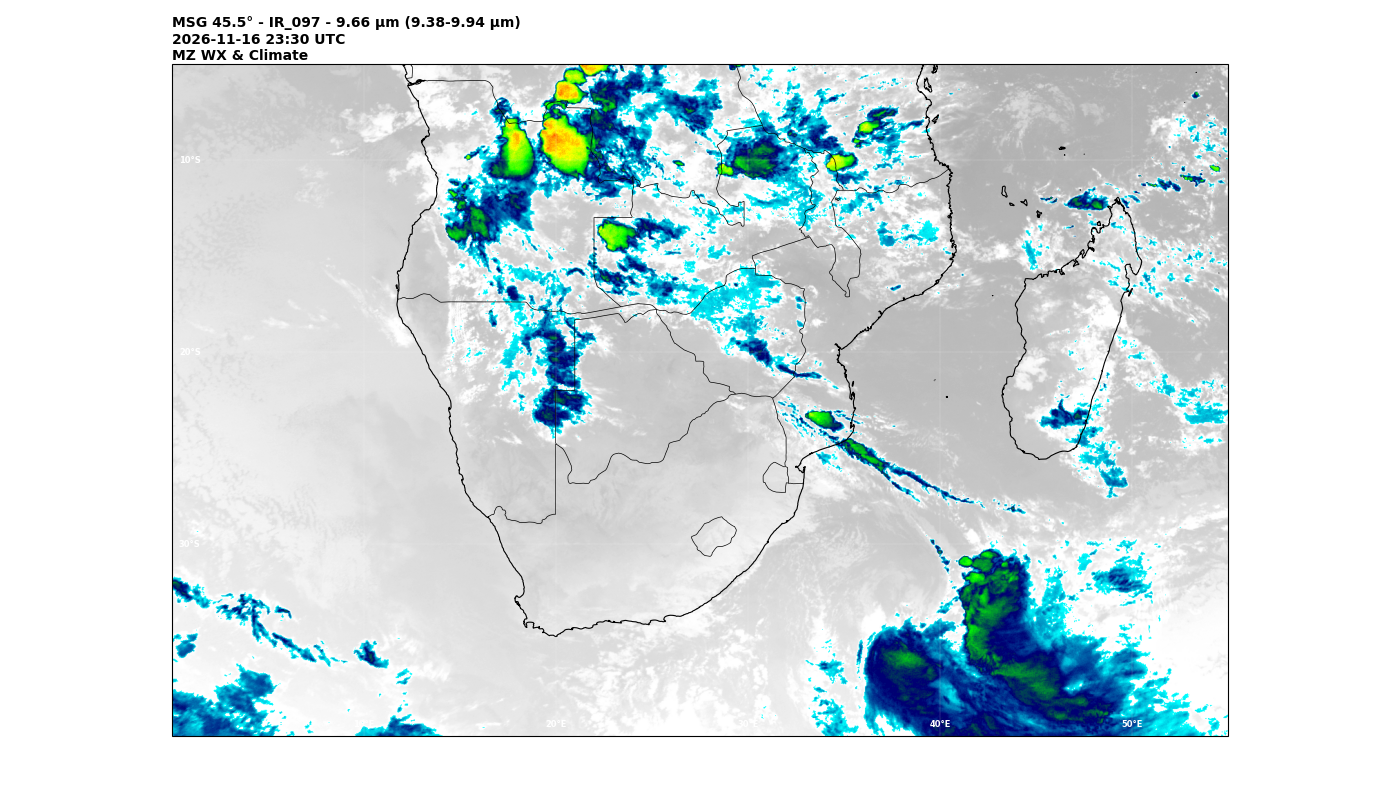 MSG 45.5° - IR_097 - 9.66 µm (9.38-9.94 µm)
2026-11-16 23:30 UTC
MZ WX & Climate
10°S
20°S
30°S
20°E
30°E
40°E
50°E